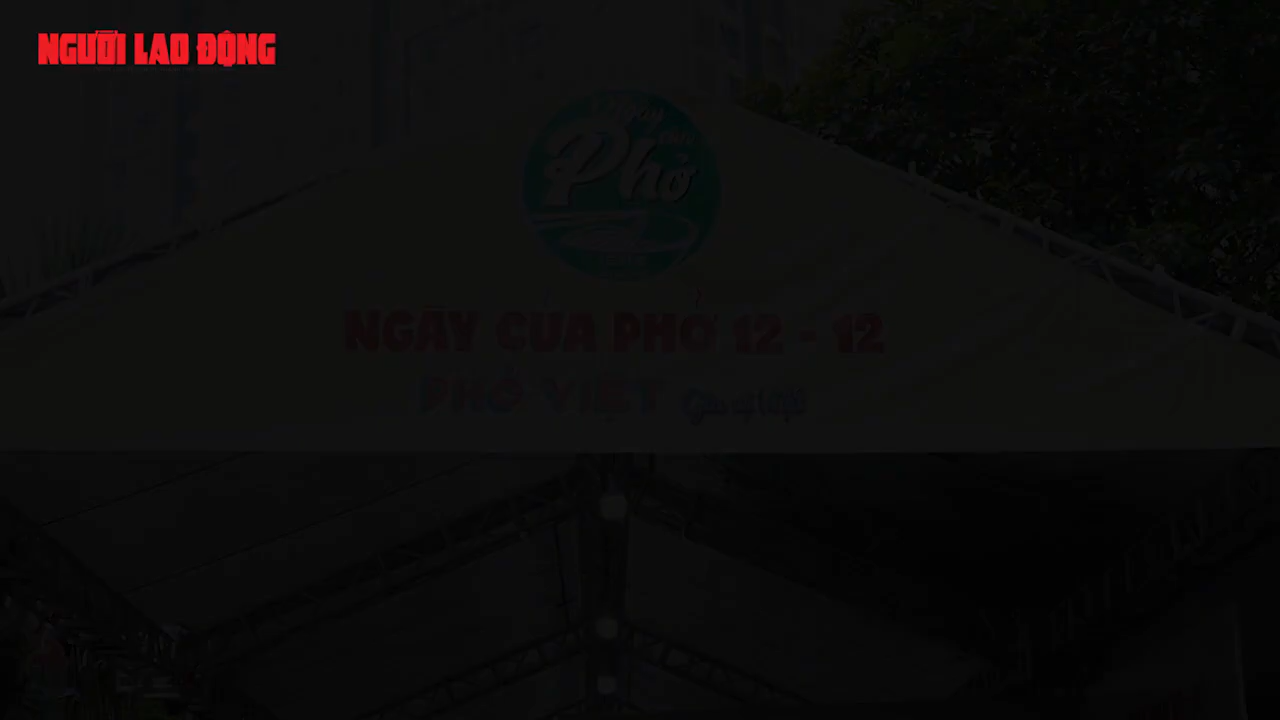 NGƯỜI LAO ĐỘNG
Phở
NGÀY CỦA PHỞ 12 - 12
PHỞ VIỆT